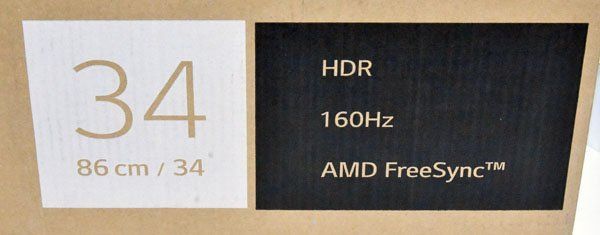 34
86 cm / 34
HDR
160Hz
AMD FreeSync™